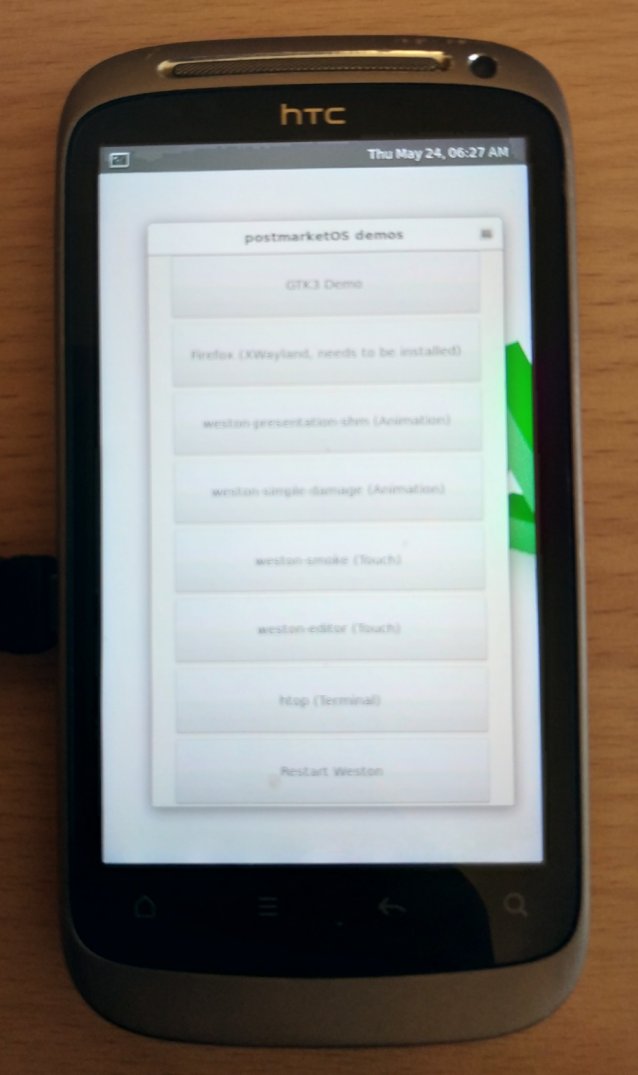 hTC
Thu May 24, 06:27 AM
postmarketOS demos
GTK3 Demo
Firefox (XWayland, needs to be installed)
weston-presentation-shm (Animation)
weston-simple-damage (Animation)
weston-smoke (Touch)
weston-editor (Touch)
htop (Terminal)
Restart Weston